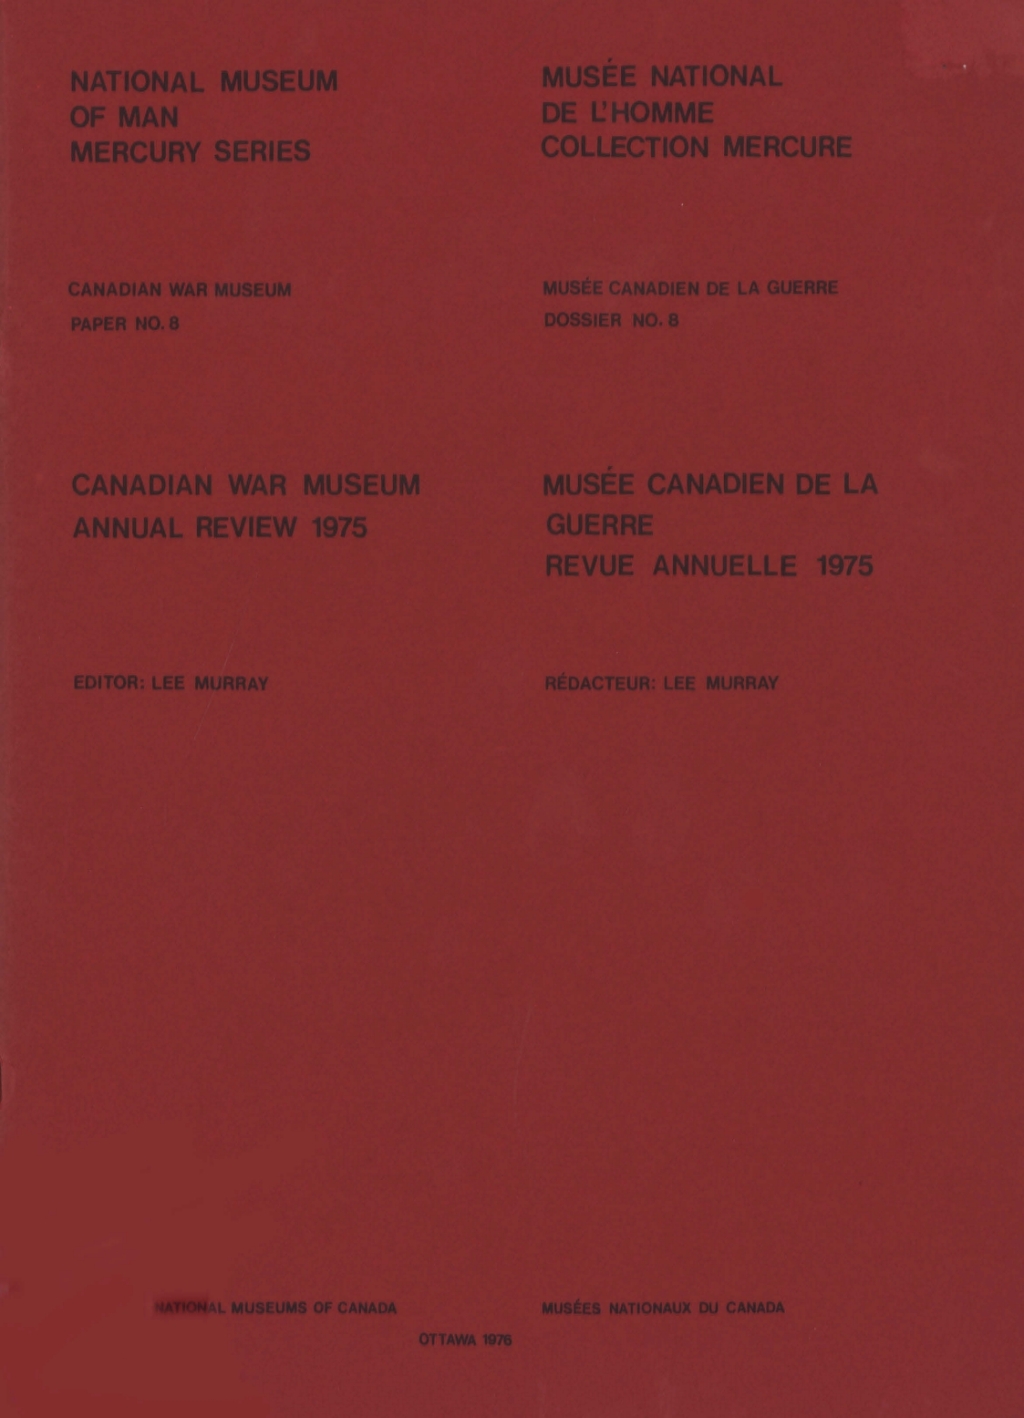 NATIONAL MUSEUM
OF MAN
MERCURY SERIES
MUSÉE NATIONAL
DE L'HOMME
COLLECTION MERCURE
CANADIAN WAR MUSEUM
PAPER NO. 8
MUSÉE CANADIEN DE LA GUERRE
DOSSIER NO. 8
CANADIAN WAR MUSEUM
ANNUAL REVIEW 1975
MUSÉE CANADIEN DE LA
GUERRE
REVUE ANNUELLE 1975
EDITOR: LEE MURRAY
RÉDACTEUR: LEE MURRAY
NATIONAL MUSEUMS OF CANADA
MUSÉES NATIONAUX DU CANADA
OTTAWA 1976